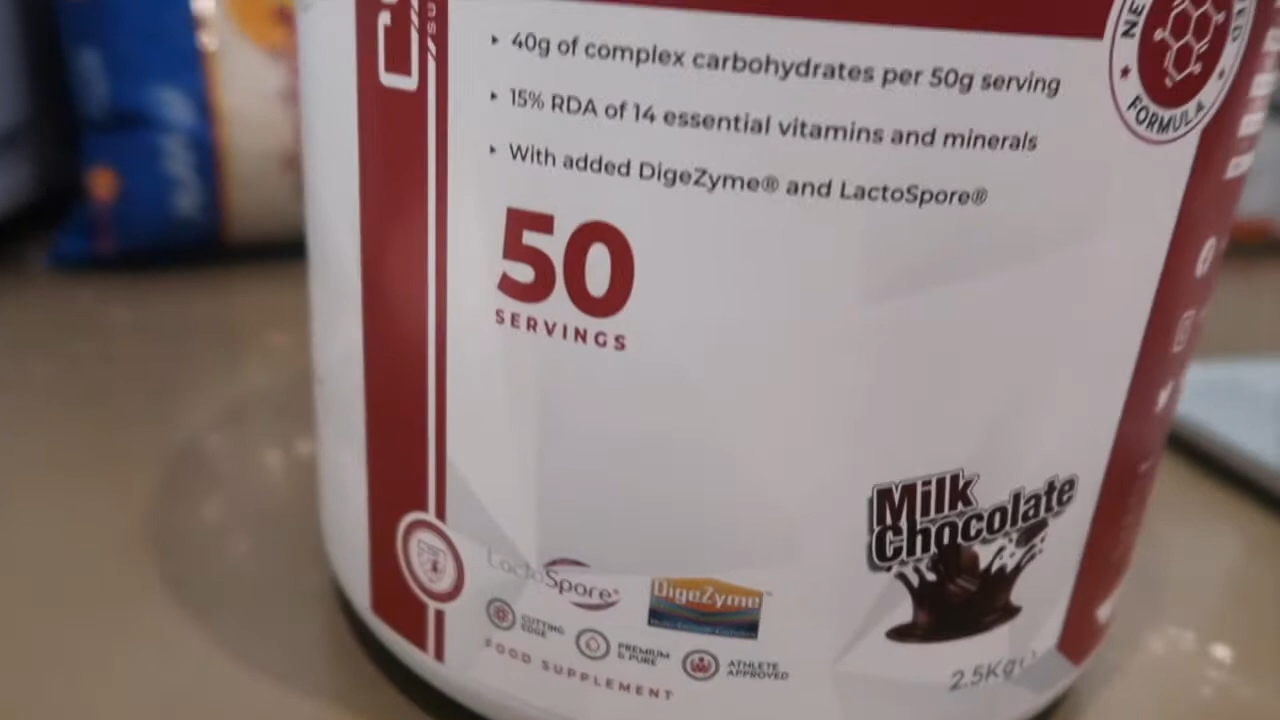 40g of complex carbohydrates per 50g serving
15% RDA of 14 essential vitamins and minerals
With added DigeZyme® and LactoSpore®
50
SERVINGS
FORMULA
Milk
Chocolate
LactoSpore®
DigeZyme™
CUTTING
EDGE
PREMIUM
& PURE
ATHLETE
APPROVED
FOOD SUPPLEMENT
2.5Kg